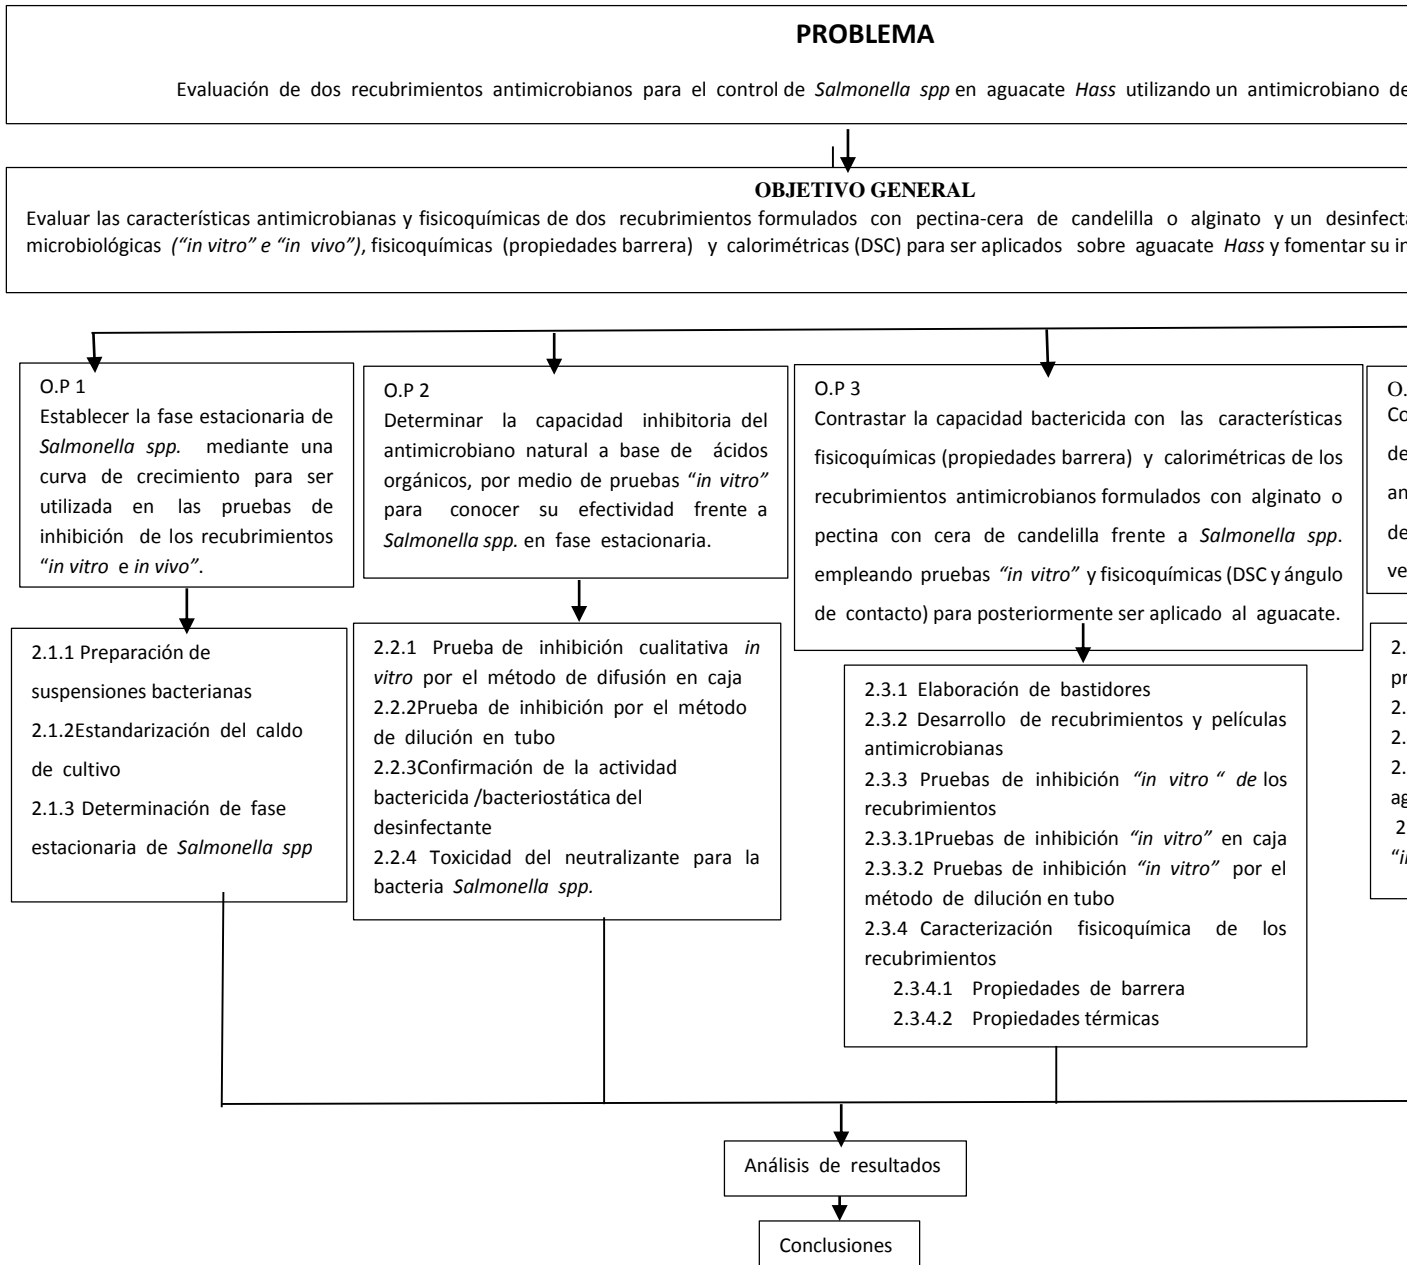 PROBLEMA
Evaluación de dos recubrimientos antimicrobianos para el control de Salmonella spp en aguacate Hass utilizando un antimicrobiano de
OBJETIVO GENERAL
Evaluar las características antimicrobianas y fisicoquímicas de dos recubrimientos formulados con pectina-cera de candelilla o alginato y un desinfecta
microbiológicas (“in vitro” e “in vivo”), fisicoquímicas (propiedades barrera) y calorimétricas (DSC) para ser aplicados sobre aguacate Hass y fomentar su in
O.P 1
Establecer la fase estacionaria de
Salmonella spp. mediante una
curva de crecimiento para ser
utilizada en las pruebas de
inhibición de los recubrimientos
“in vitro e in vivo”.
O.P 2
Determinar la capacidad inhibitoria del
antimicrobiano natural a base de ácidos
orgánicos, por medio de pruebas “in vitro”
para conocer su efectividad frente a
Salmonella spp. en fase estacionaria.
O.P 3
Contrastar la capacidad bactericida con las características
fisicoquímicas (propiedades barrera) y calorimétricas de los
recubrimientos antimicrobianos formulados con alginato o
pectina con cera de candelilla frente a Salmonella spp.
empleando pruebas “in vitro” y fisicoquímicas (DSC y ángulo
de contacto) para posteriormente ser aplicado al aguacate.
O.
Co
de
an
de
ve
2.1.1 Preparación de
suspensiones bacterianas
2.1.2Estandarización del caldo
de cultivo
2.1.3 Determinación de fase
estacionaria de Salmonella spp
2.2.1 Prueba de inhibición cualitativa in
vitro por el método de difusión en caja
2.2.2Prueba de inhibición por el método
de dilución en tubo
2.2.3Confirmación de la actividad
bactericida /bacteriostática del
desinfectante
2.2.4 Toxicidad del neutralizante para la
bacteria Salmonella spp.
2.3.1 Elaboración de bastidores
2.3.2 Desarrollo de recubrimientos y películas
antimicrobianas
2.3.3 Pruebas de inhibición “in vitro “ de los
recubrimientos
2.3.3.1Pruebas de inhibición “in vitro” en caja
2.3.3.2 Pruebas de inhibición “in vitro” por el
método de dilución en tubo
2.3.4 Caracterización fisicoquímica de los
recubrimientos
2.3.4.1 Propiedades de barrera
2.3.4.2 Propiedades térmicas
2.
pr
2.
2.
2.
ag
2
“in
Análisis de resultados
Conclusiones